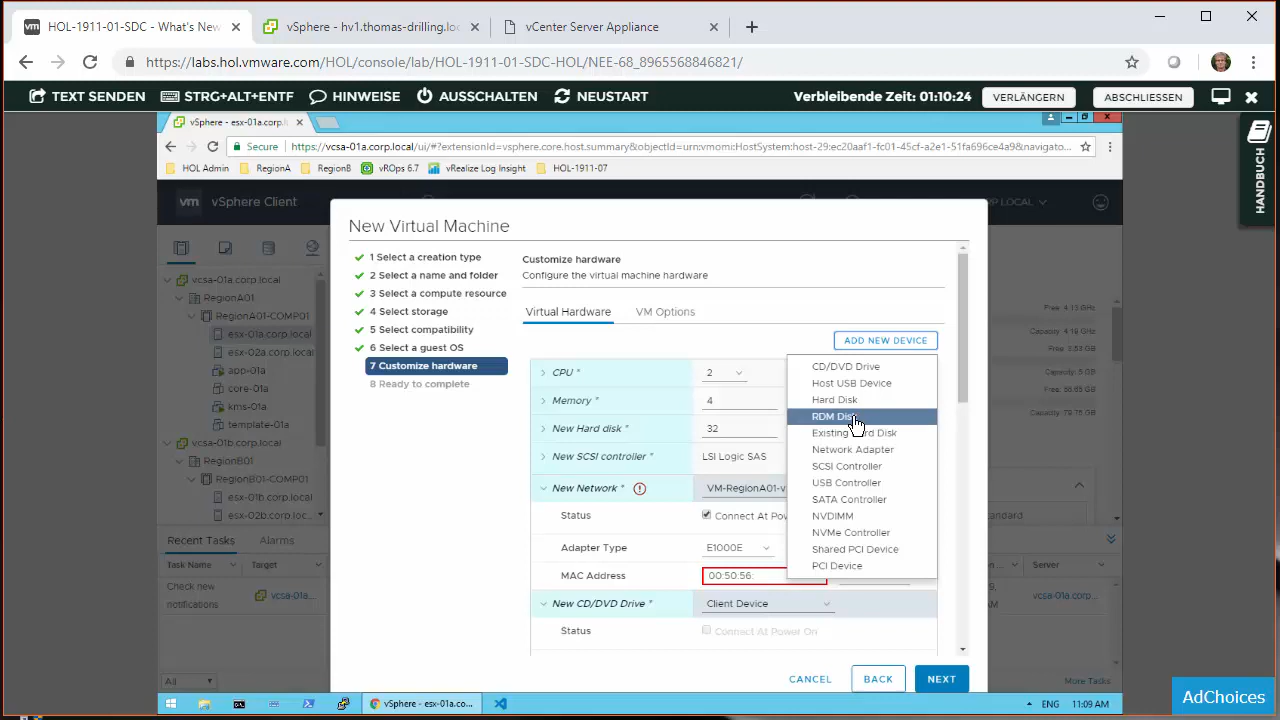 HOL-1911-01-SDC - What's New
vSphere - hv1.thomas-drilling.loc
vCenter Server Appliance
https://labs.hol.vmware.com/HOL/console/lab/HOL-1911-01-SDC-HOL/NEE-68_8965568846821/
TEXT SENDEN
STRG+ALT+ENTF
HINWEISE
AUSSCHALTEN
NEUSTART
Verbleibende Zeit: 01:10:24
VERLÄNGERN
ABSCHLIESSEN
HANDBUCH
vSphere - esx-01a.corp.l
Secure
https://vcsa-01a.corp.local/ui/#?extensionId=vsphere.core.host.summary&objectId=urn:vmomi:HostSystem:host-29:ec20aaf1-fc01-45cf-a2e1-51fa696ce4a9&navigato...
HOL Admin
RegionA
RegionB
vROps 6.7
vRealize Log Insight
HOL-1911-07
vm
vSphere Client
LOCAL
New Virtual Machine
1 Select a creation type
2 Select a name and folder
3 Select a compute resource
4 Select storage
5 Select compatibility
6 Select a guest OS
7 Customize hardware
8 Ready to complete
Customize hardware
Configure the virtual machine hardware
Virtual Hardware
VM Options
ADD NEW DEVICE
CPU *
2
Memory *
4
New Hard disk *
32
New SCSI controller *
LSI Logic SAS
New Network *
VM-RegionA01-v
Status
Connect At Pow
Adapter Type
E1000E
MAC Address
00:50:56:
New CD/DVD Drive *
Client Device
Status
Connect At Power On
CD/DVD Drive
Host USB Device
Hard Disk
RDM Dis
Existing rd Disk
Network Adapter
SCSI Controller
USB Controller
SATA Controller
NVDIMM
NVMe Controller
Shared PCI Device
PCI Device
CANCEL
BACK
NEXT
vcsa-01a.corp.local
RegionA01
RegionA01-COMP01
esx-01a.corp.local
esx-02a.corp.local
app-01a
core-01a
kms-01a
template-01a
vcsa-01b.corp.local
RegionB01
RegionB01-COMP01
esx-01b.corp.local
esx-02b.corp.local
Free: 4.13 GHz
Capacity: 4.19 GHz
Free: 3.53 GB
Capacity: 5 GB
Free: 55.65 GB
Capacity: 79.75 GB
Standard
Recent Tasks
Alarms
Task Name
Target
Server
Check new
notifications
vcsa-01a...
AM
vcsa-01a.corp.local...
All
More Tasks
vSphere - esx-01a.co...
ENG
11:09 AM
AdChoices